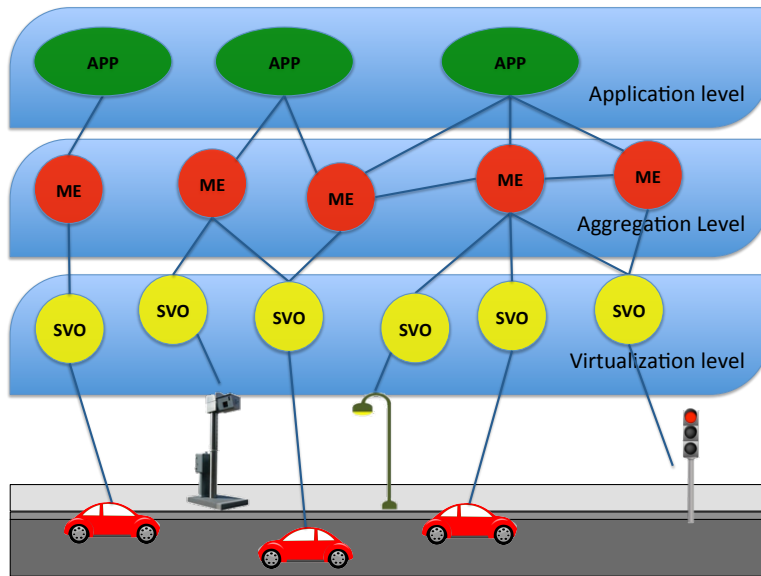 APP
APP
APP
Application level
ME
ME
ME
ME
ME
Aggregation Level
SVO
SVO
SVO
SVO
SVO
SVO
Virtualization level